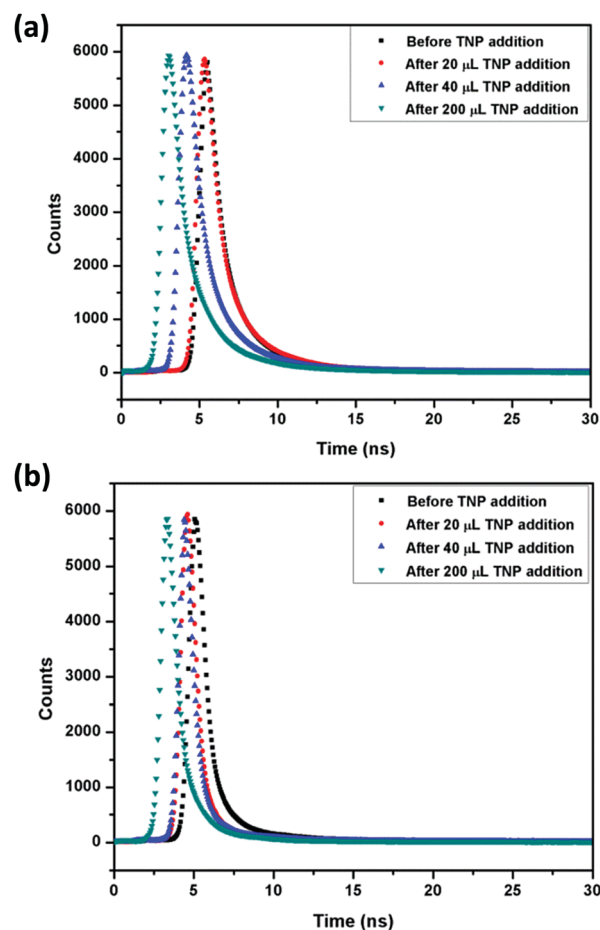 (a)
6000
5000
4000
3000
2000
1000
0
Counts
Before TNP addition
After 20 μL TNP addition
After 40 μL TNP addition
After 200 μL TNP addition
0 5 10 15 20 25 30
Time (ns)
(b)
6000
5000
4000
3000
2000
1000
0
Counts
Before TNP addition
After 20 μL TNP addition
After 40 μL TNP addition
After 200 μL TNP addition
0 5 10 15 20 25 30
Time (ns)